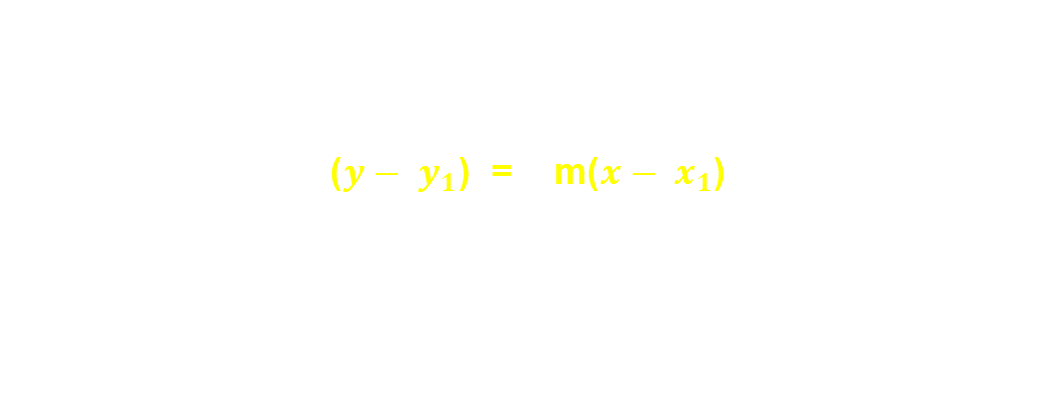 (y − y₁) = m(x − x₁)